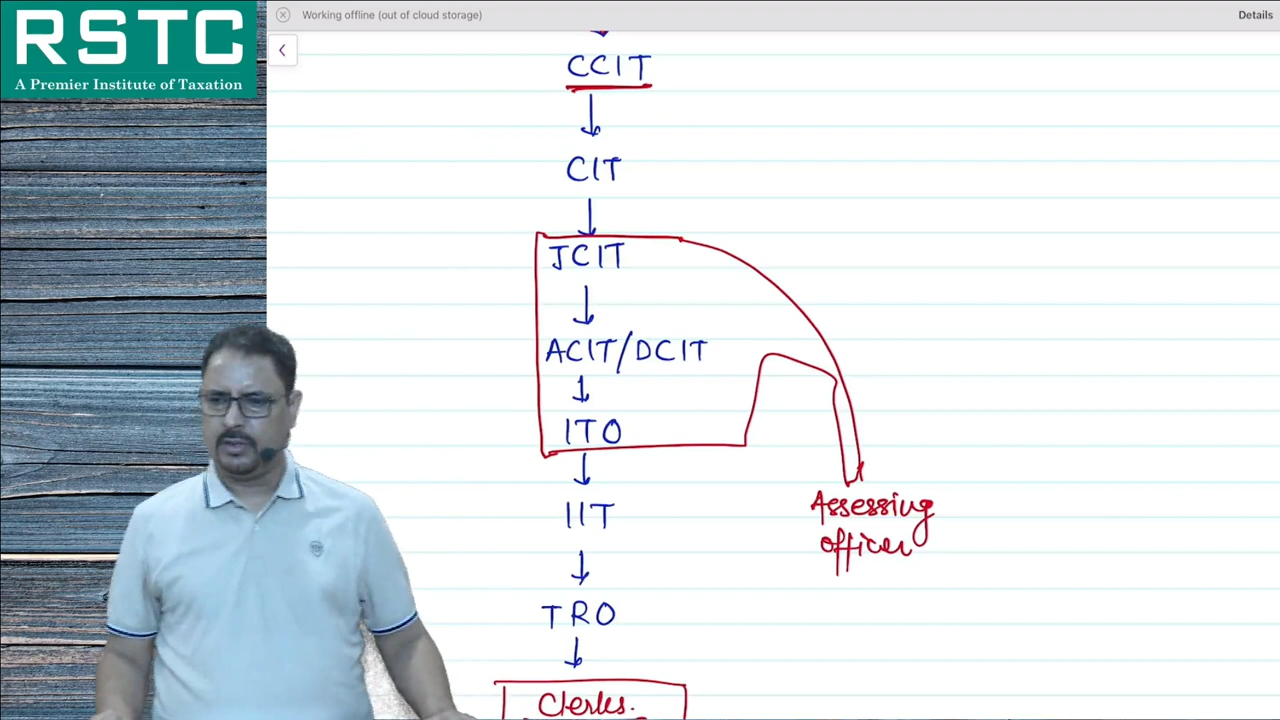 RSTC
A Premier Institute of Taxation
Working offline (out of cloud storage)
Details
CCIT
CIT
JCIT
ACIT/DCIT
ITO
IIT
TRO
Clerks.
Assessing
officer